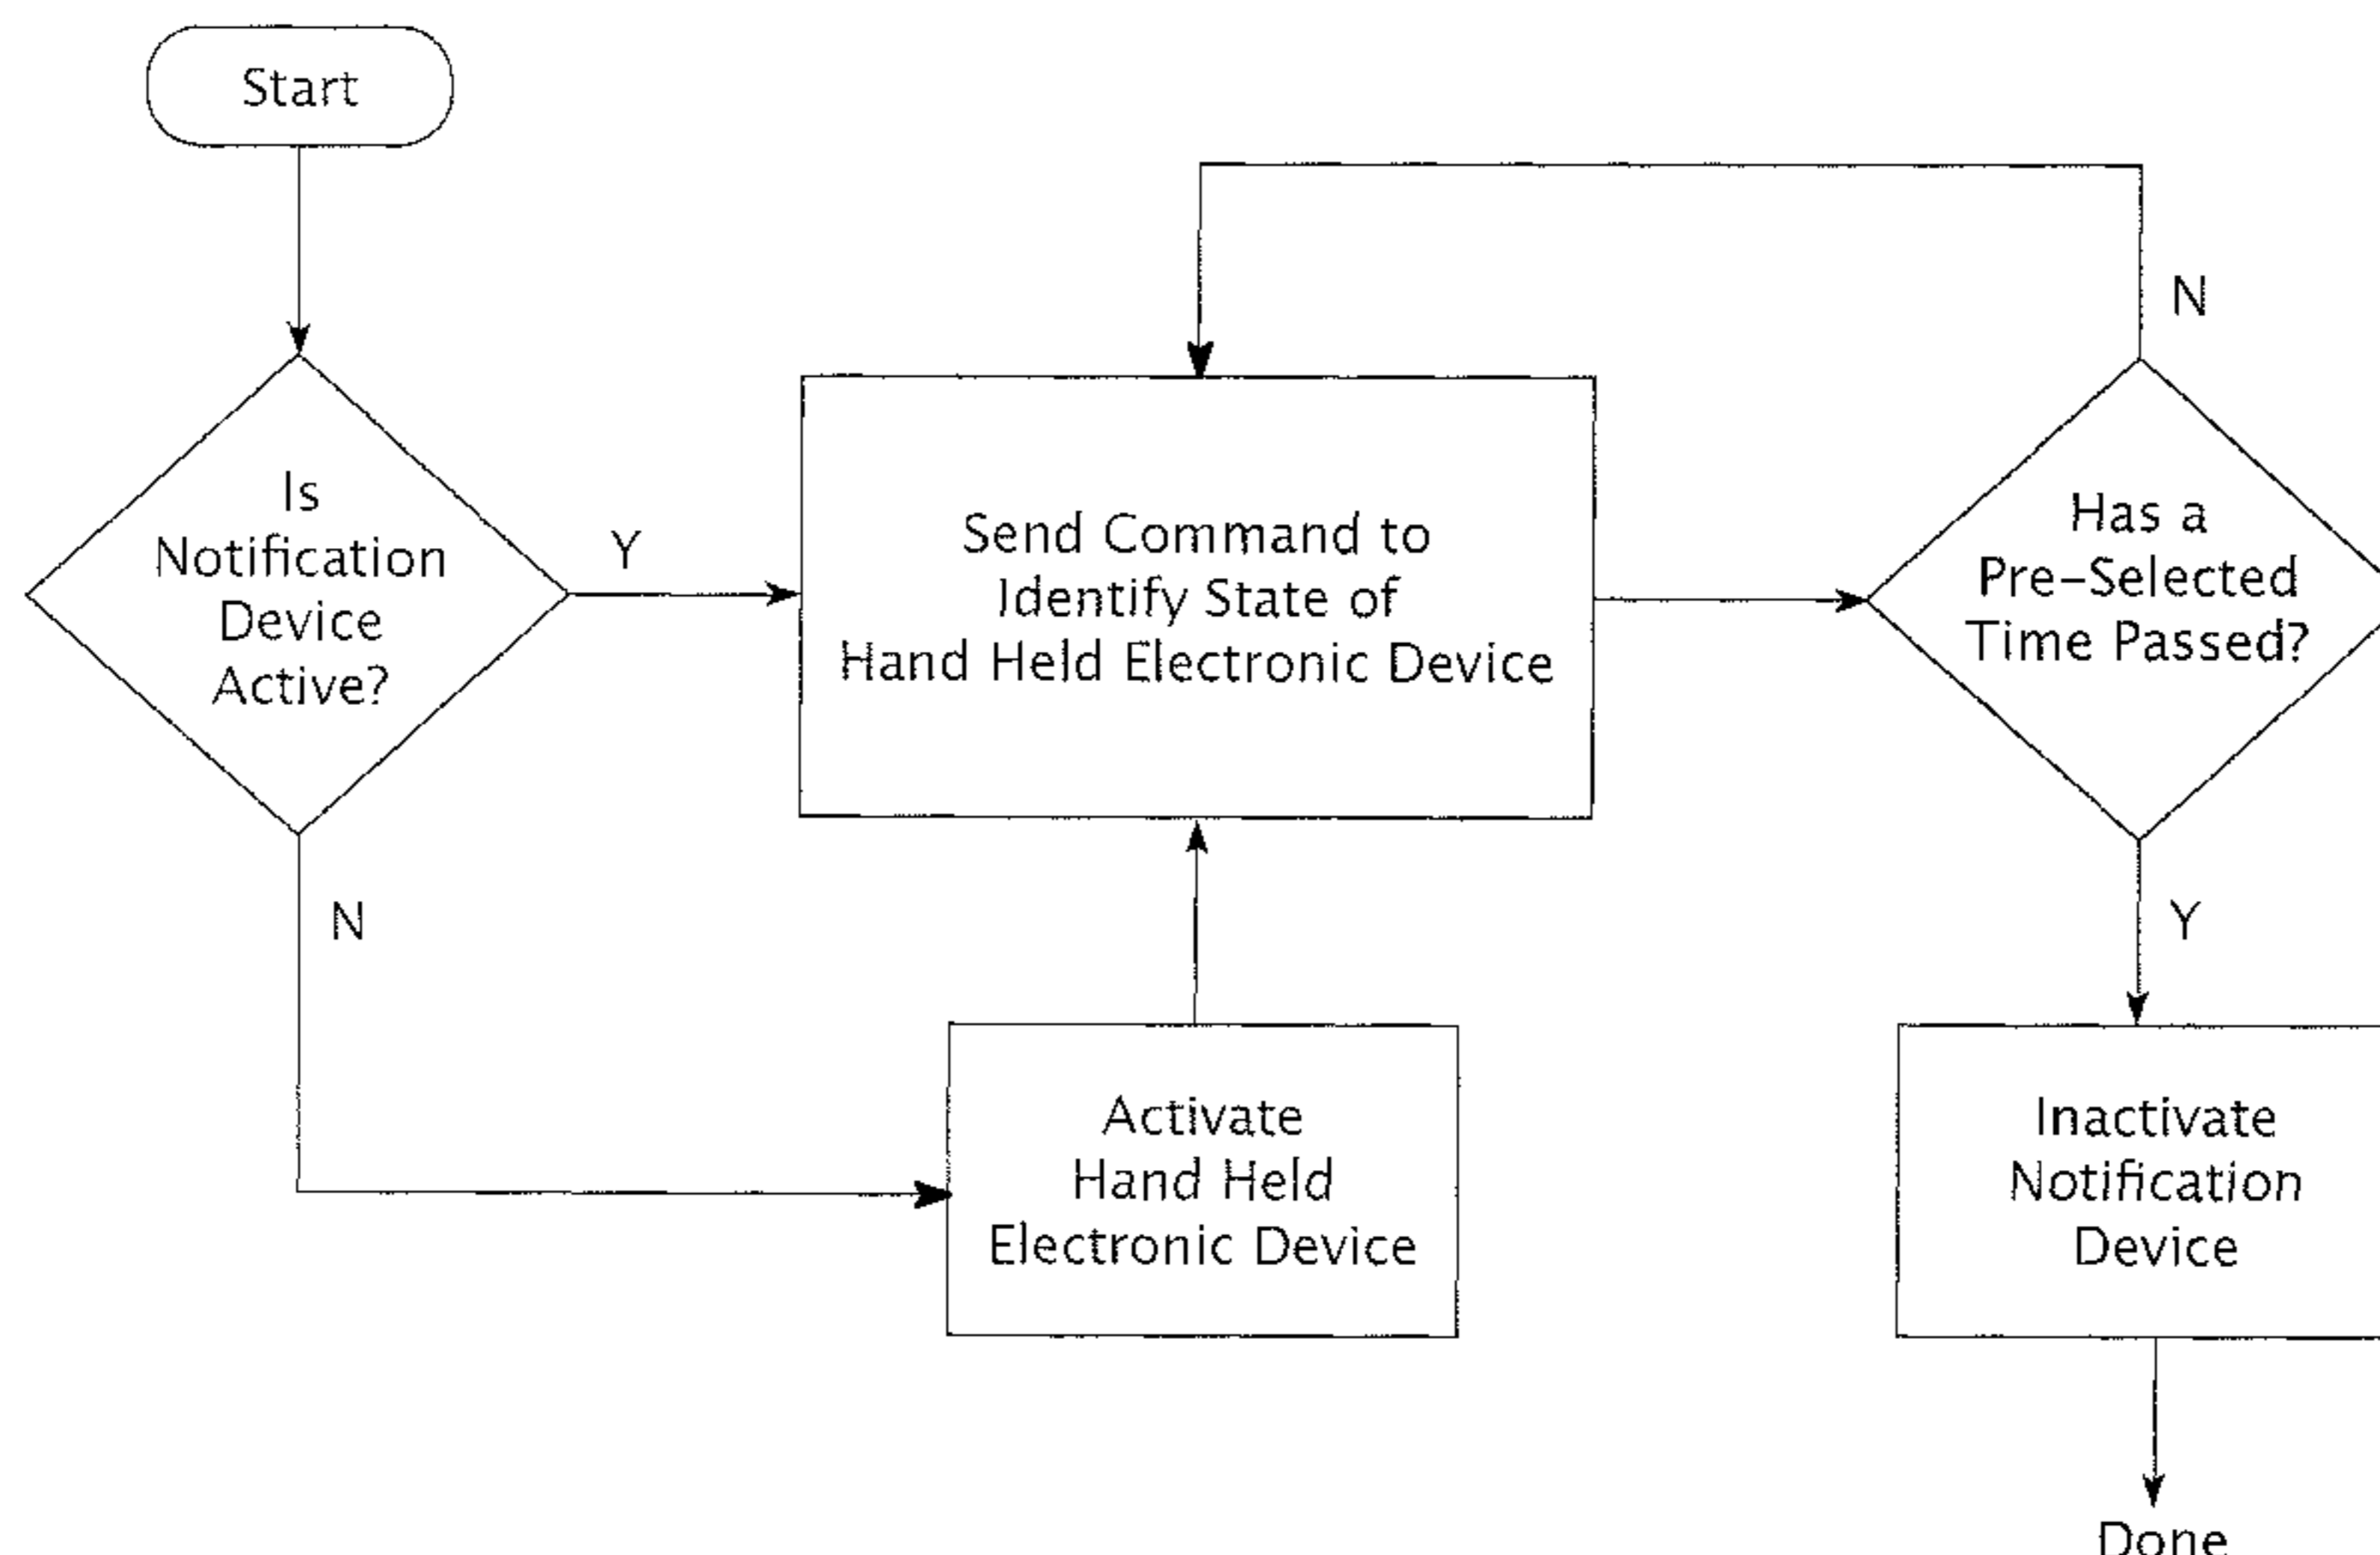 Start
Is
Notification
Device
Active?
Y
N
Send Command to
Identify State of
Hand Held Electronic Device
Activate
Hand Held
Electronic Device
Has a
Pre-Selected
Time Passed?
N
Y
Inactivate
Notification
Device
Done